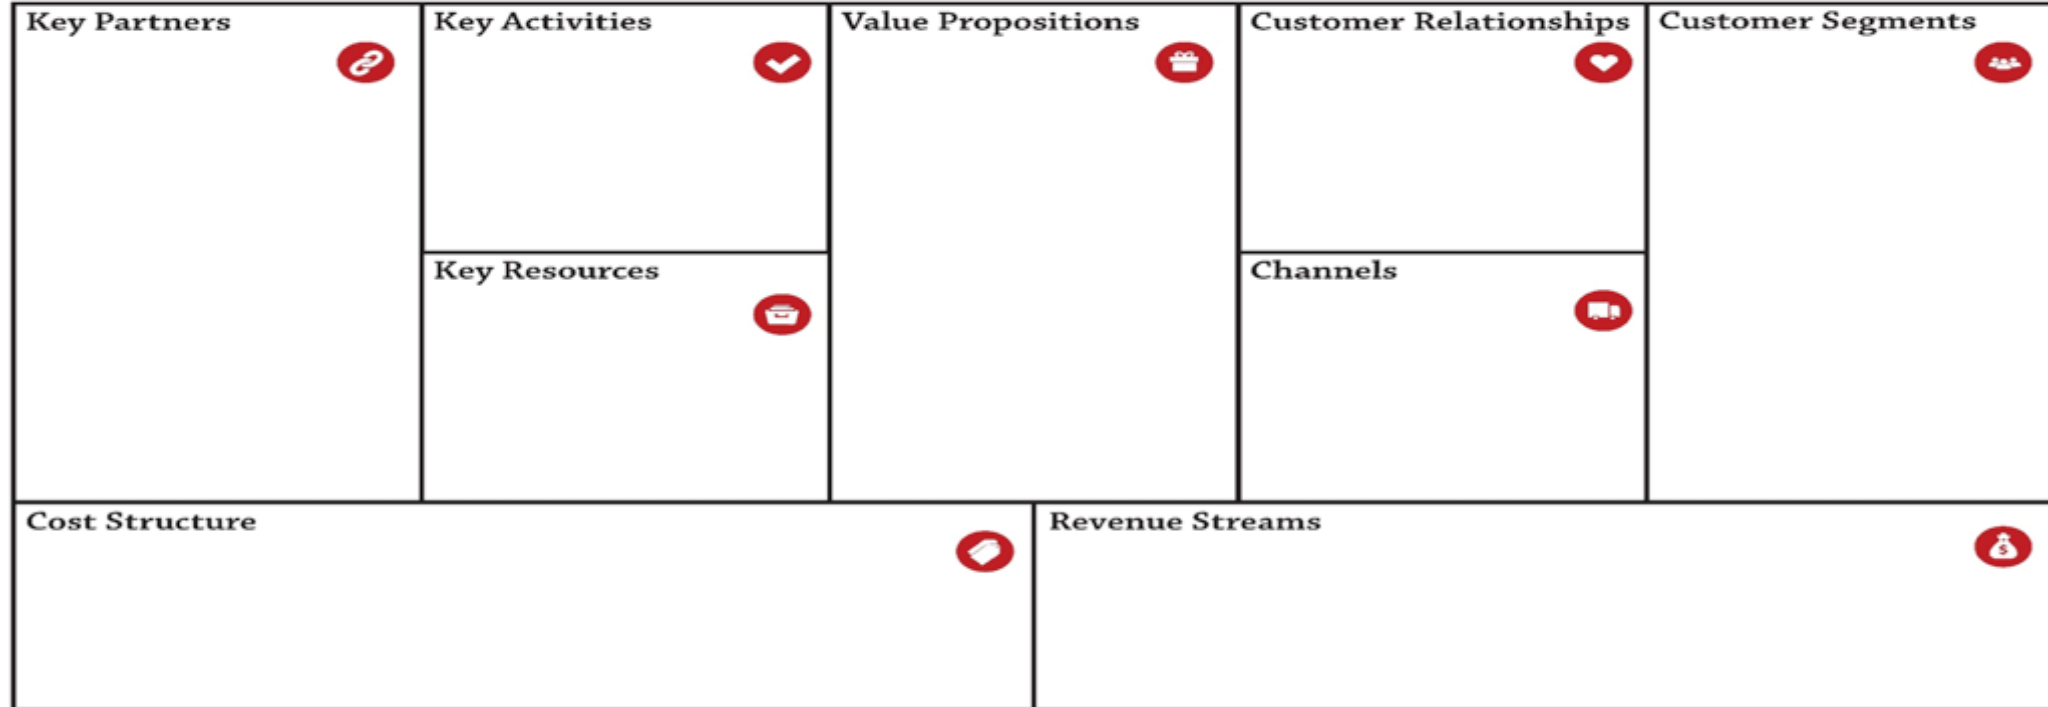 Key Partners
Key Activities
Value Propositions
Customer Relationships
Customer Segments
Key Resources
Channels
Cost Structure
Revenue Streams
$